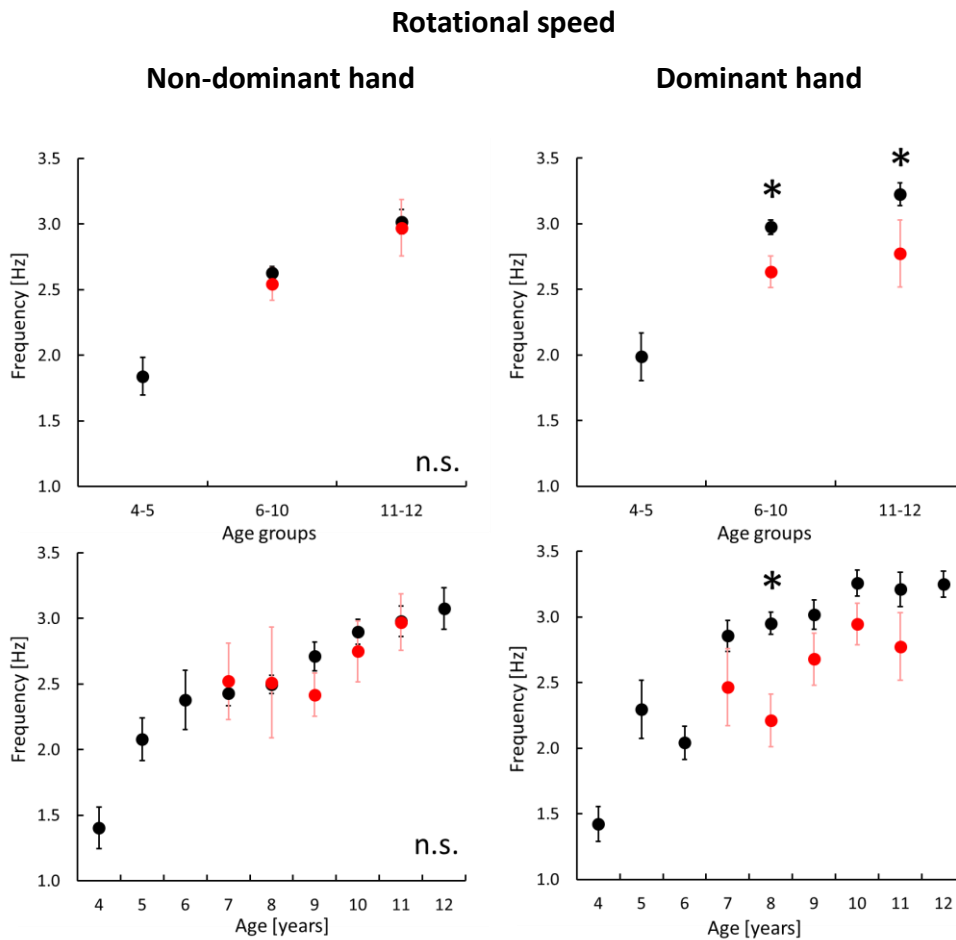 Rotational speed
Non-dominant hand
Dominant hand
3.5
3.0
2.5
2.0
1.5
1.0
Frequency [Hz]
n.s.
4-5 6-10 11-12
Age groups
3.5
3.0
2.5
2.0
1.5
1.0
Frequency [Hz]
*
*
4-5 6-10 11-12
Age groups
3.5
3.0
2.5
2.0
1.5
1.0
Frequency [Hz]
n.s.
4 5 6 7 8 9 10 11 12
Age [years]
3.5
3.0
2.5
2.0
1.5
1.0
Frequency [Hz]
*
4 5 6 7 8 9 10 11 12
Age [years]